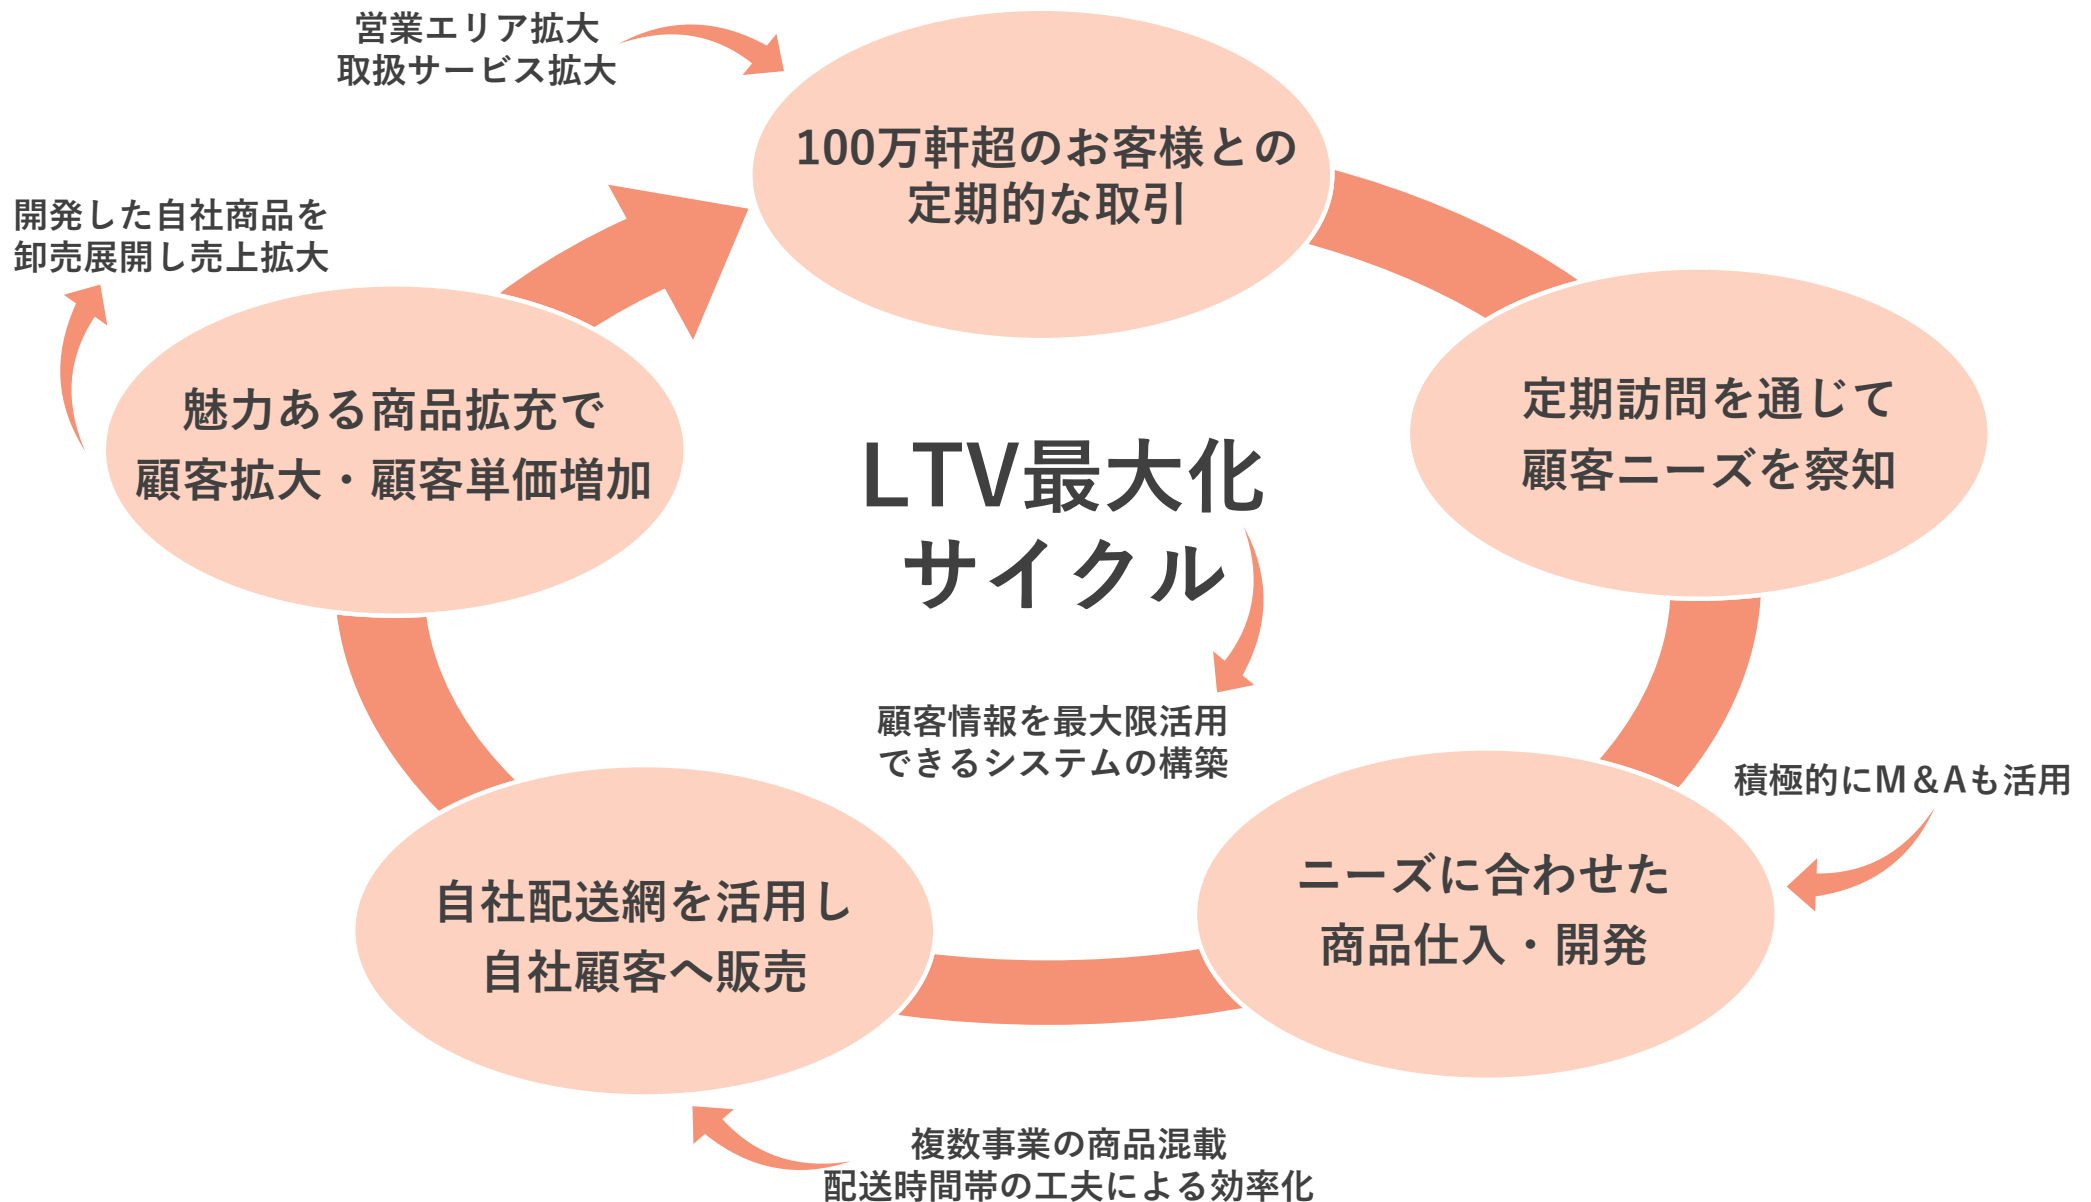 営業エリア拡大
取扱サービス拡大
100万軒超のお客様との
定期的な取引
開発した自社商品を
卸売展開し売上拡大
定期訪問を通じて
顧客ニーズを察知
魅力ある商品拡充で
顧客拡大・顧客単価増加
LTV最大化
サイクル
顧客情報を最大限活用
できるシステムの構築
積極的にM＆Aも活用
ニーズに合わせた
商品仕入・開発
自社配送網を活用し
自社顧客へ販売
複数事業の商品混載
配送時間帯の工夫による効率化